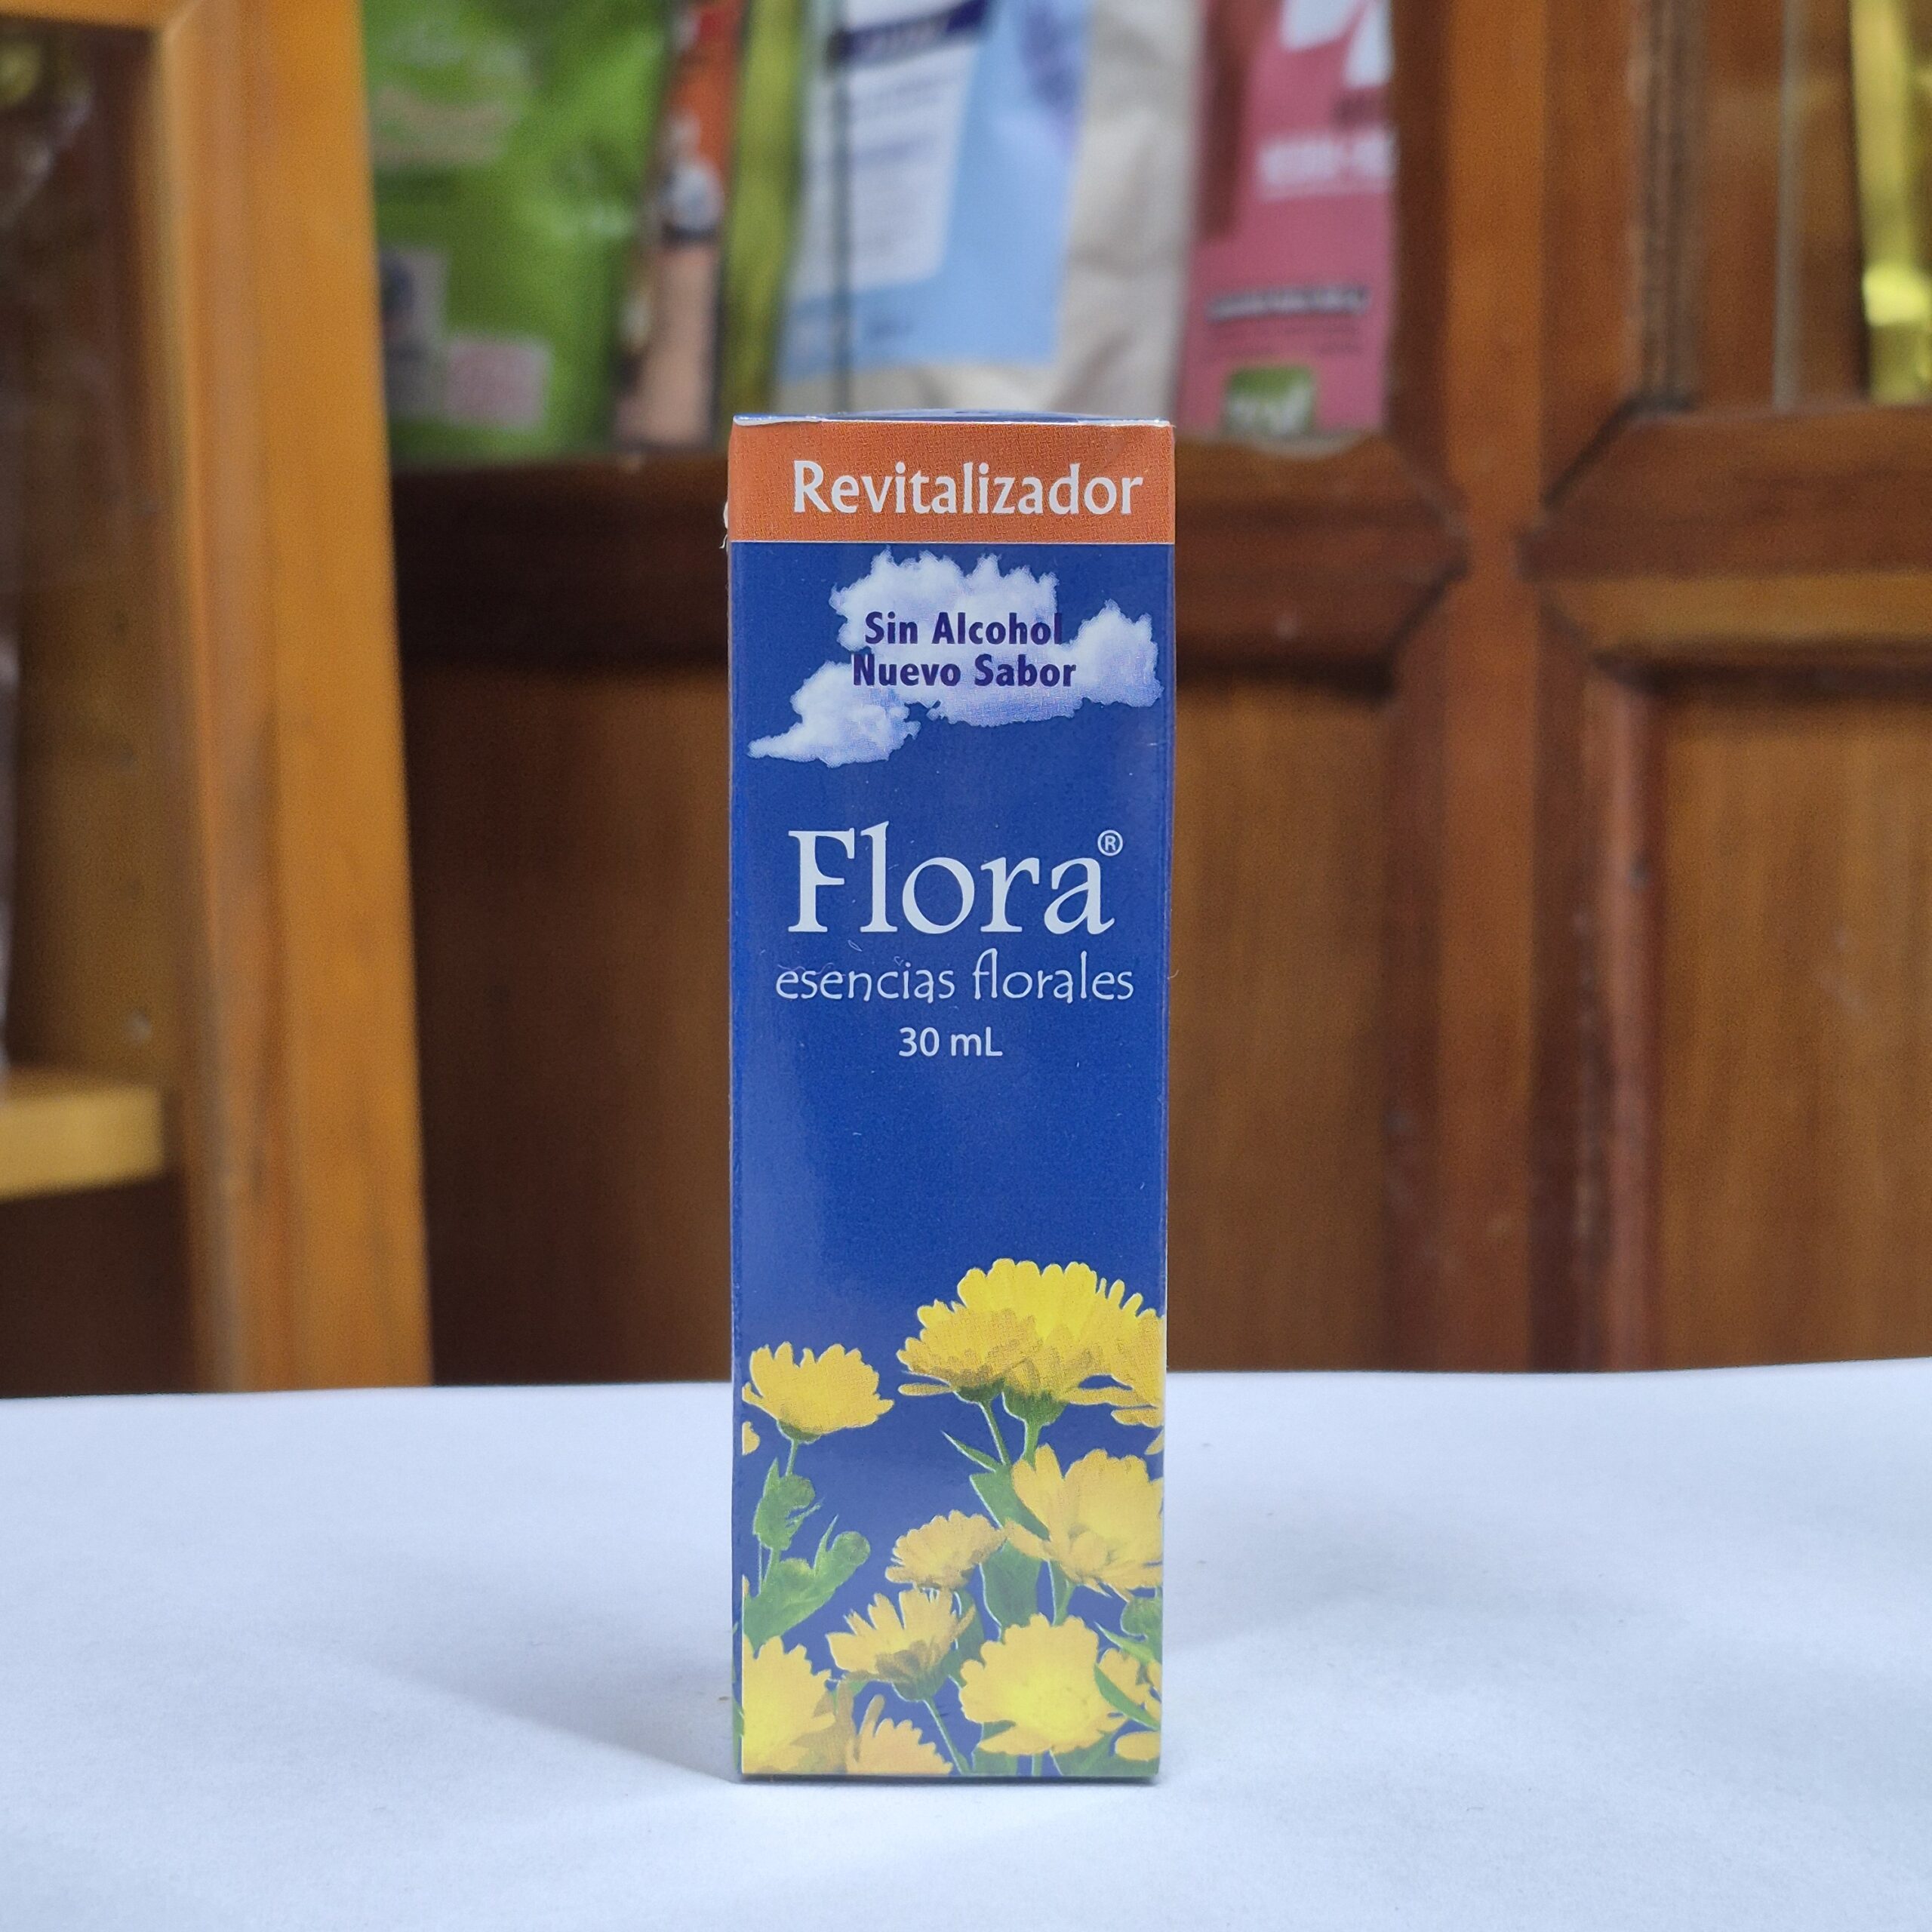 Revitalizador
Sin Alcohol
Nuevo Sabor
Flora®
esencias florales
30 mL